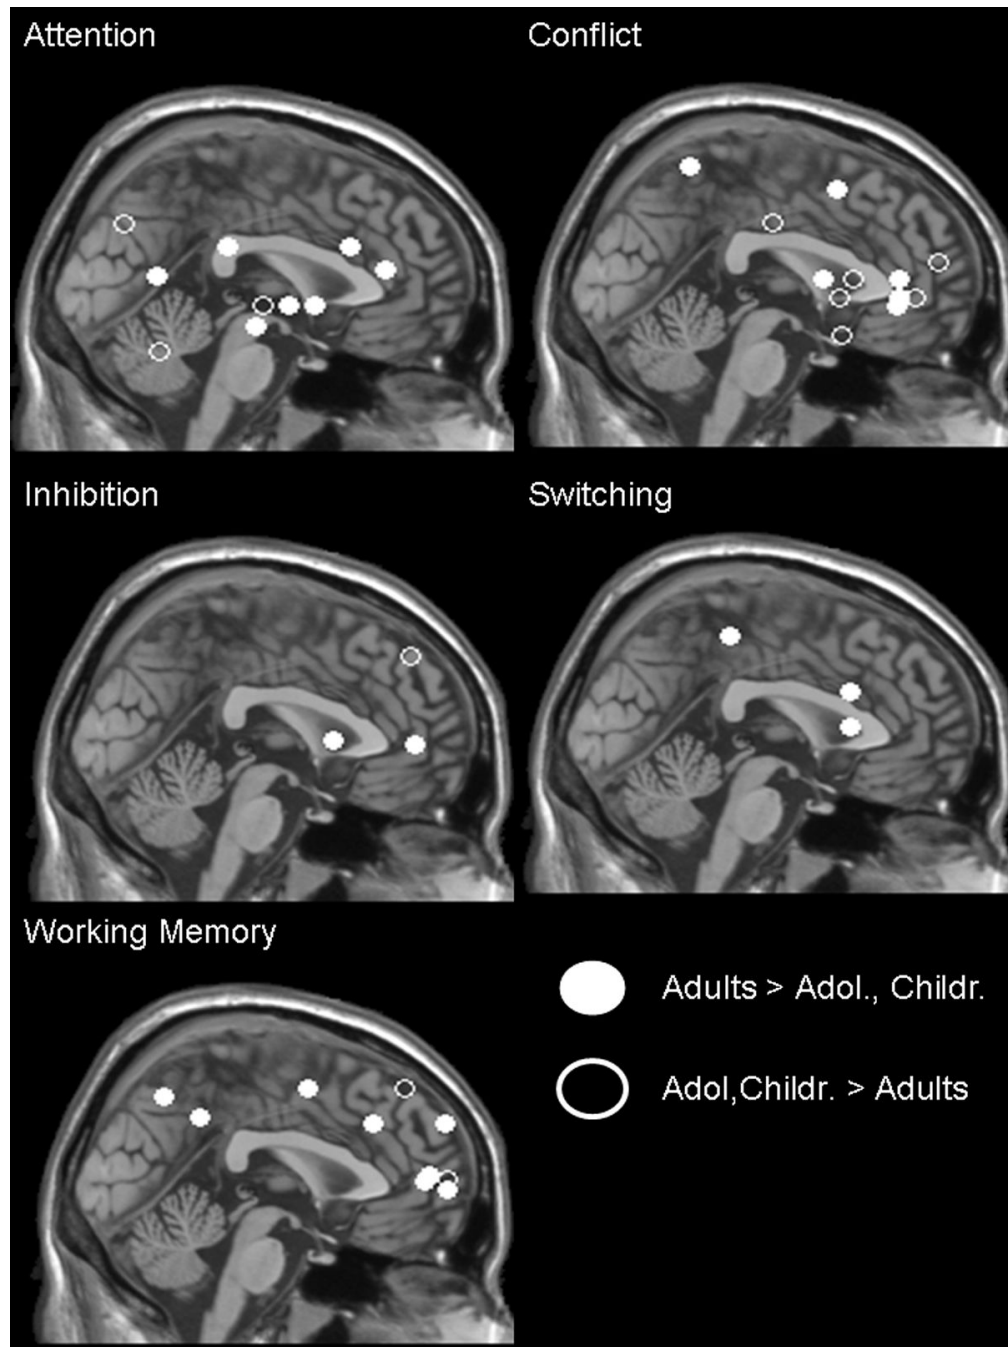 Attention
Conflict
Inhibition
Switching
Working Memory
Adults > Adol., Childr.
Adol,Childr. > Adults